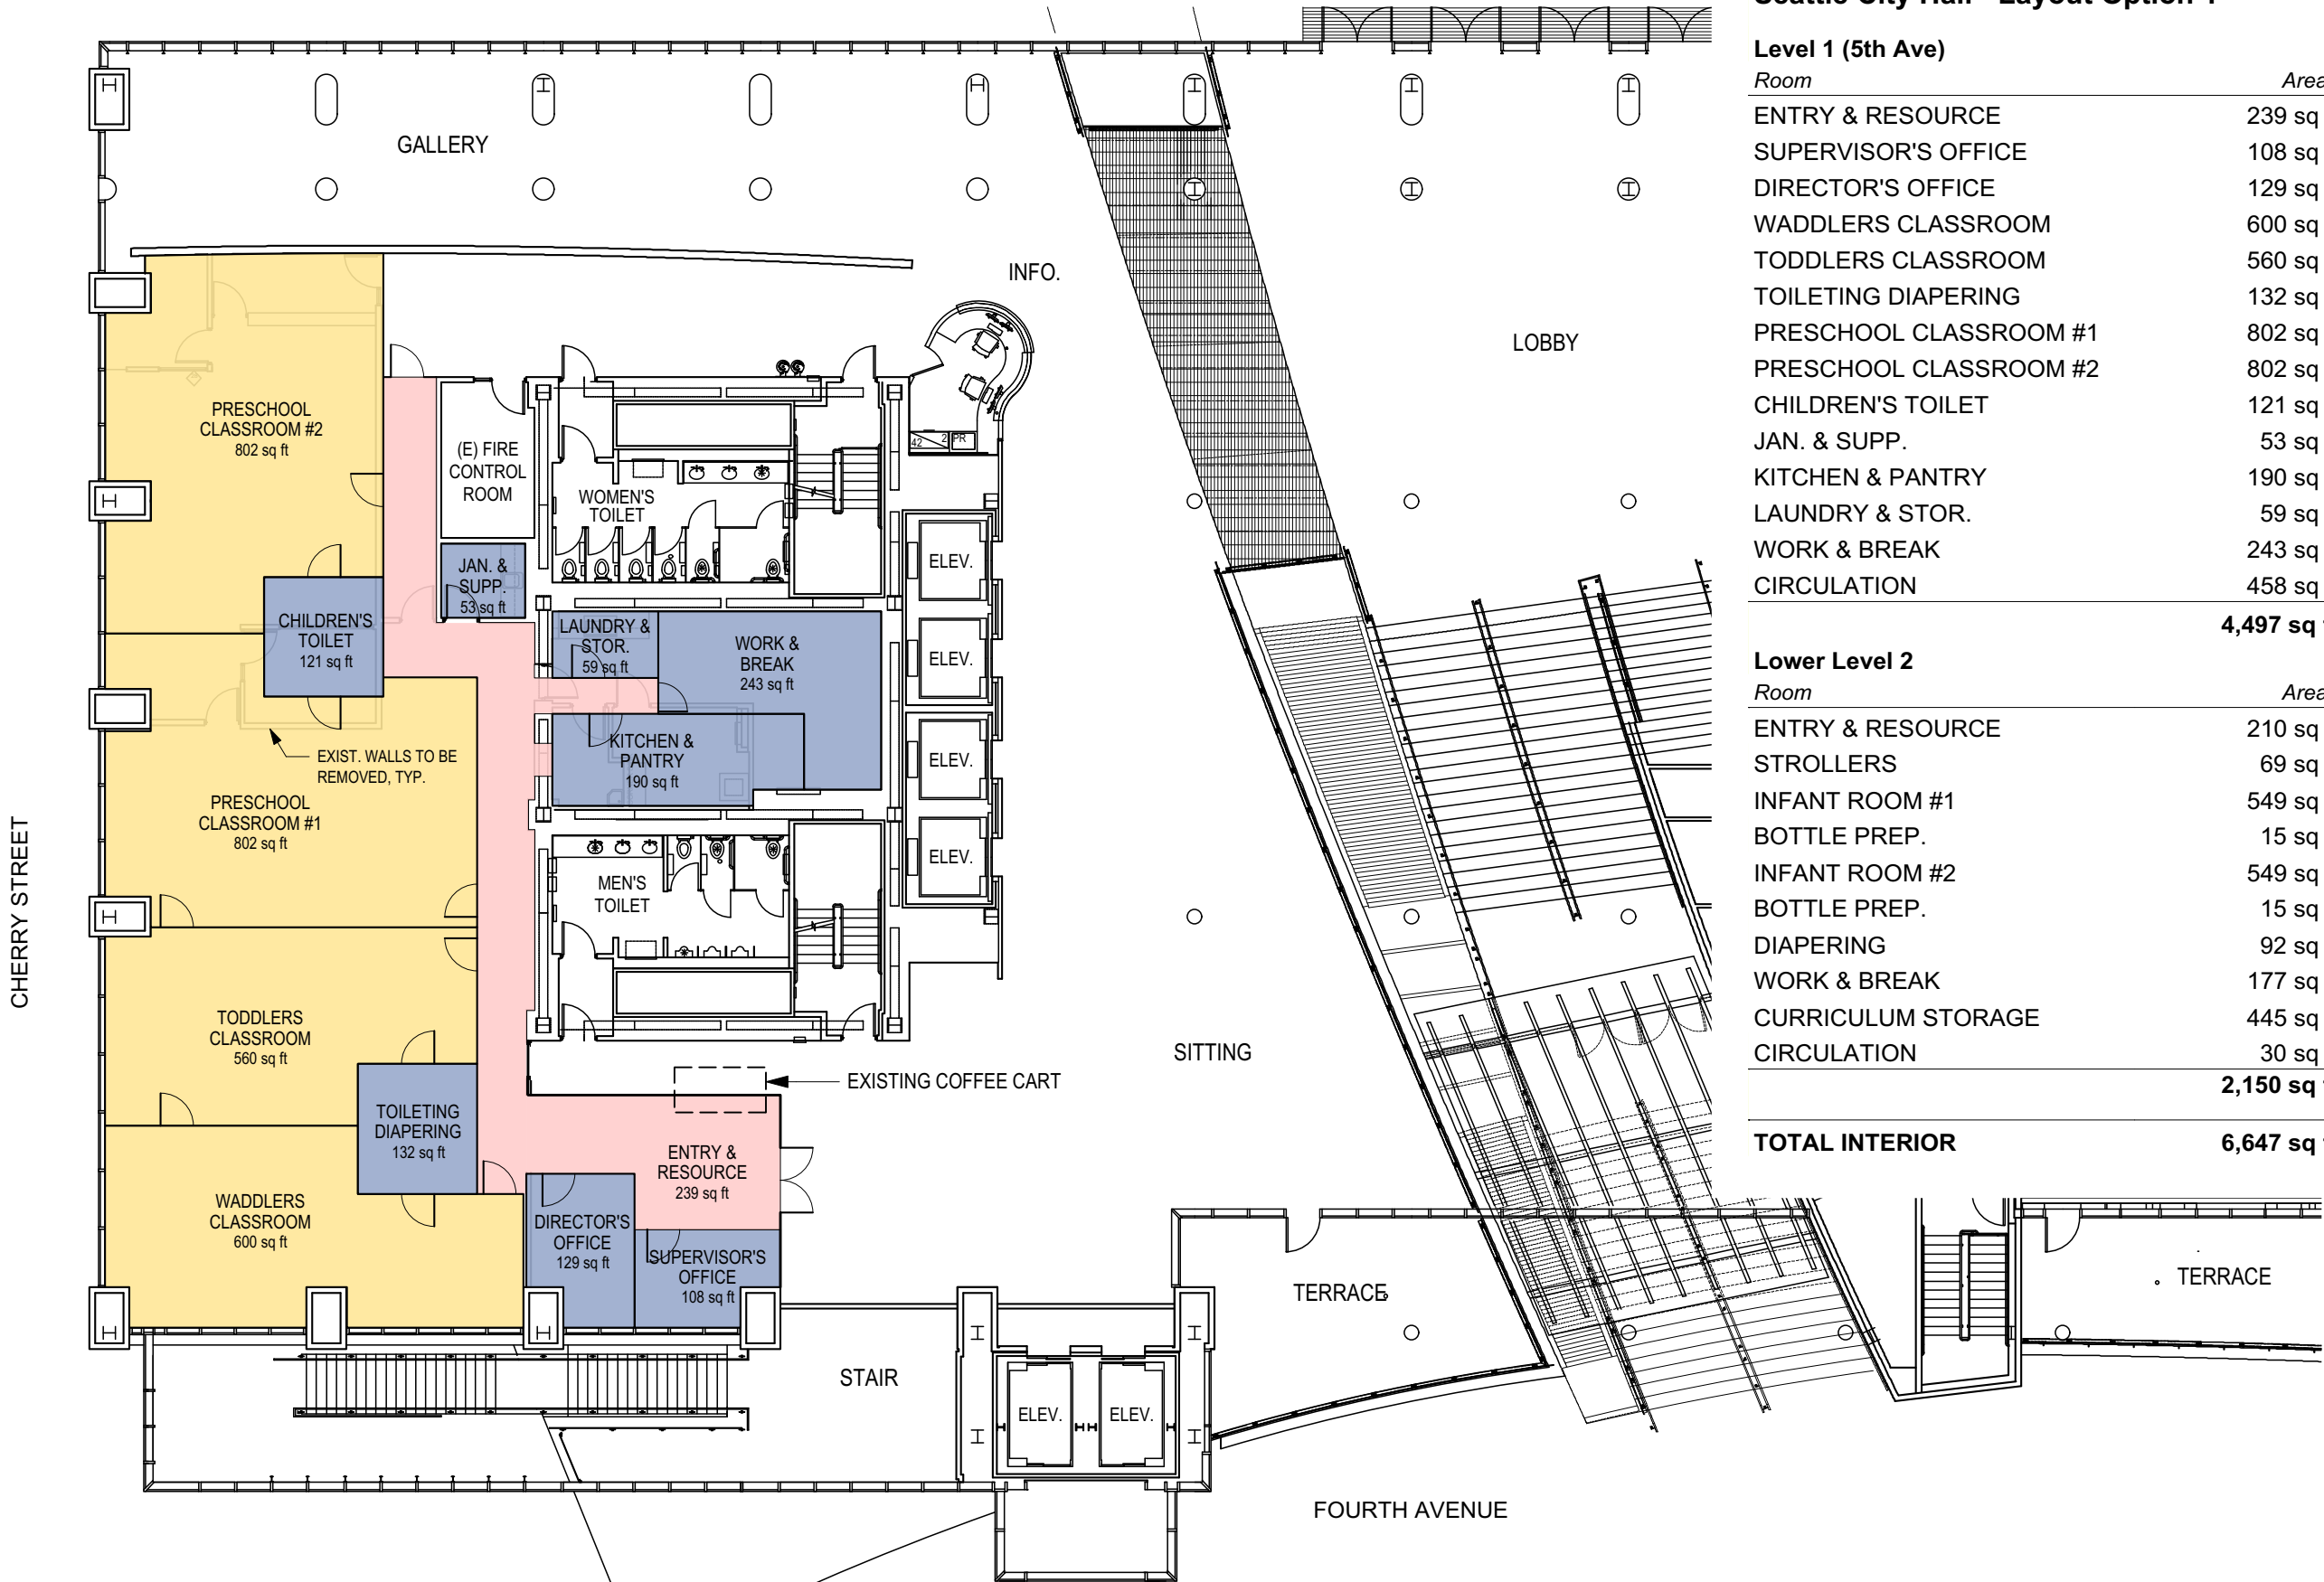 Level 1 (5th Ave)
Room Area
ENTRY & RESOURCE 239 sq
SUPERVISOR'S OFFICE 108 sq
DIRECTOR'S OFFICE 129 sq
WADDLERS CLASSROOM 600 sq
TODDLERS CLASSROOM 560 sq
TOILETING DIAPERING 132 sq
PRESCHOOL CLASSROOM #1 802 sq
PRESCHOOL CLASSROOM #2 802 sq
CHILDREN'S TOILET 121 sq
JAN. & SUPP. 53 sq
KITCHEN & PANTRY 190 sq
LAUNDRY & STOR. 59 sq
WORK & BREAK 243 sq
CIRCULATION 458 sq
4,497 sq
Lower Level 2
Room Area
ENTRY & RESOURCE 210 sq
STROLLERS 69 sq
INFANT ROOM #1 549 sq
BOTTLE PREP. 15 sq
INFANT ROOM #2 549 sq
BOTTLE PREP. 15 sq
DIAPERING 92 sq
WORK & BREAK 177 sq
CURRICULUM STORAGE 445 sq
CIRCULATION 30 sq
2,150 sq
TOTAL INTERIOR 6,647 sq
GALLERY
INFO.
LOBBY
PRESCHOOL
CLASSROOM #2
802 sq ft
(E) FIRE
CONTROL
ROOM
WOMEN'S
TOILET
42
2
PR
ELEV.
JAN. &
SUPP.
53 sq ft
CHILDREN'S
TOILET
121 sq ft
LAUNDRY &
STOR.
59 sq ft
WORK &
BREAK
243 sq ft
ELEV.
EXIST. WALLS TO BE
REMOVED, TYP.
KITCHEN &
PANTRY
190 sq ft
ELEV.
PRESCHOOL
CLASSROOM #1
802 sq ft
ELEV.
MEN'S
TOILET
CHERRY STREET
TODDLERS
CLASSROOM
560 sq ft
SITTING
EXISTING COFFEE CART
TOILETING
DIAPERING
132 sq ft
ENTRY &
RESOURCE
239 sq ft
WADDLERS
CLASSROOM
600 sq ft
DIRECTOR'S
OFFICE
129 sq ft
SUPERVISOR'S
OFFICE
108 sq ft
TERRACE
TERRACE
STAIR
ELEV.
ELEV.
FOURTH AVENUE